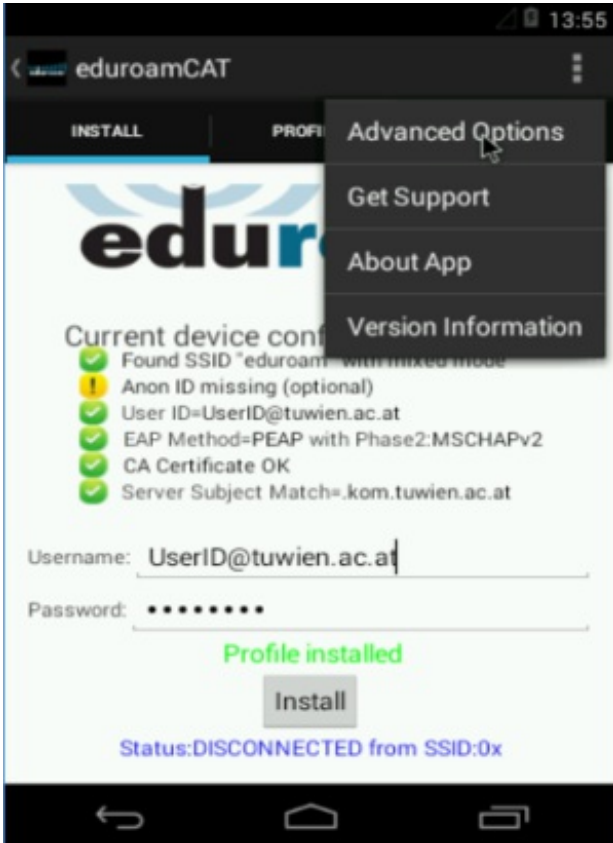 13:55
eduroamCAT
INSTALL
PROFI
Advanced Options
Get Support
About App
Version Information
edur
Current device conf
Found SSID "eduroam" with mixed mode
Anon ID missing (optional)
User ID=UserID@tuwien.ac.at
EAP Method=PEAP with Phase2:MSCHAPv2
CA Certificate OK
Server Subject Match=.kom.tuwien.ac.at
Username: UserID@tuwien.ac.at
Password: ••••••••
Profile installed
Install
Status:DISCONNECTED from SSID:0x